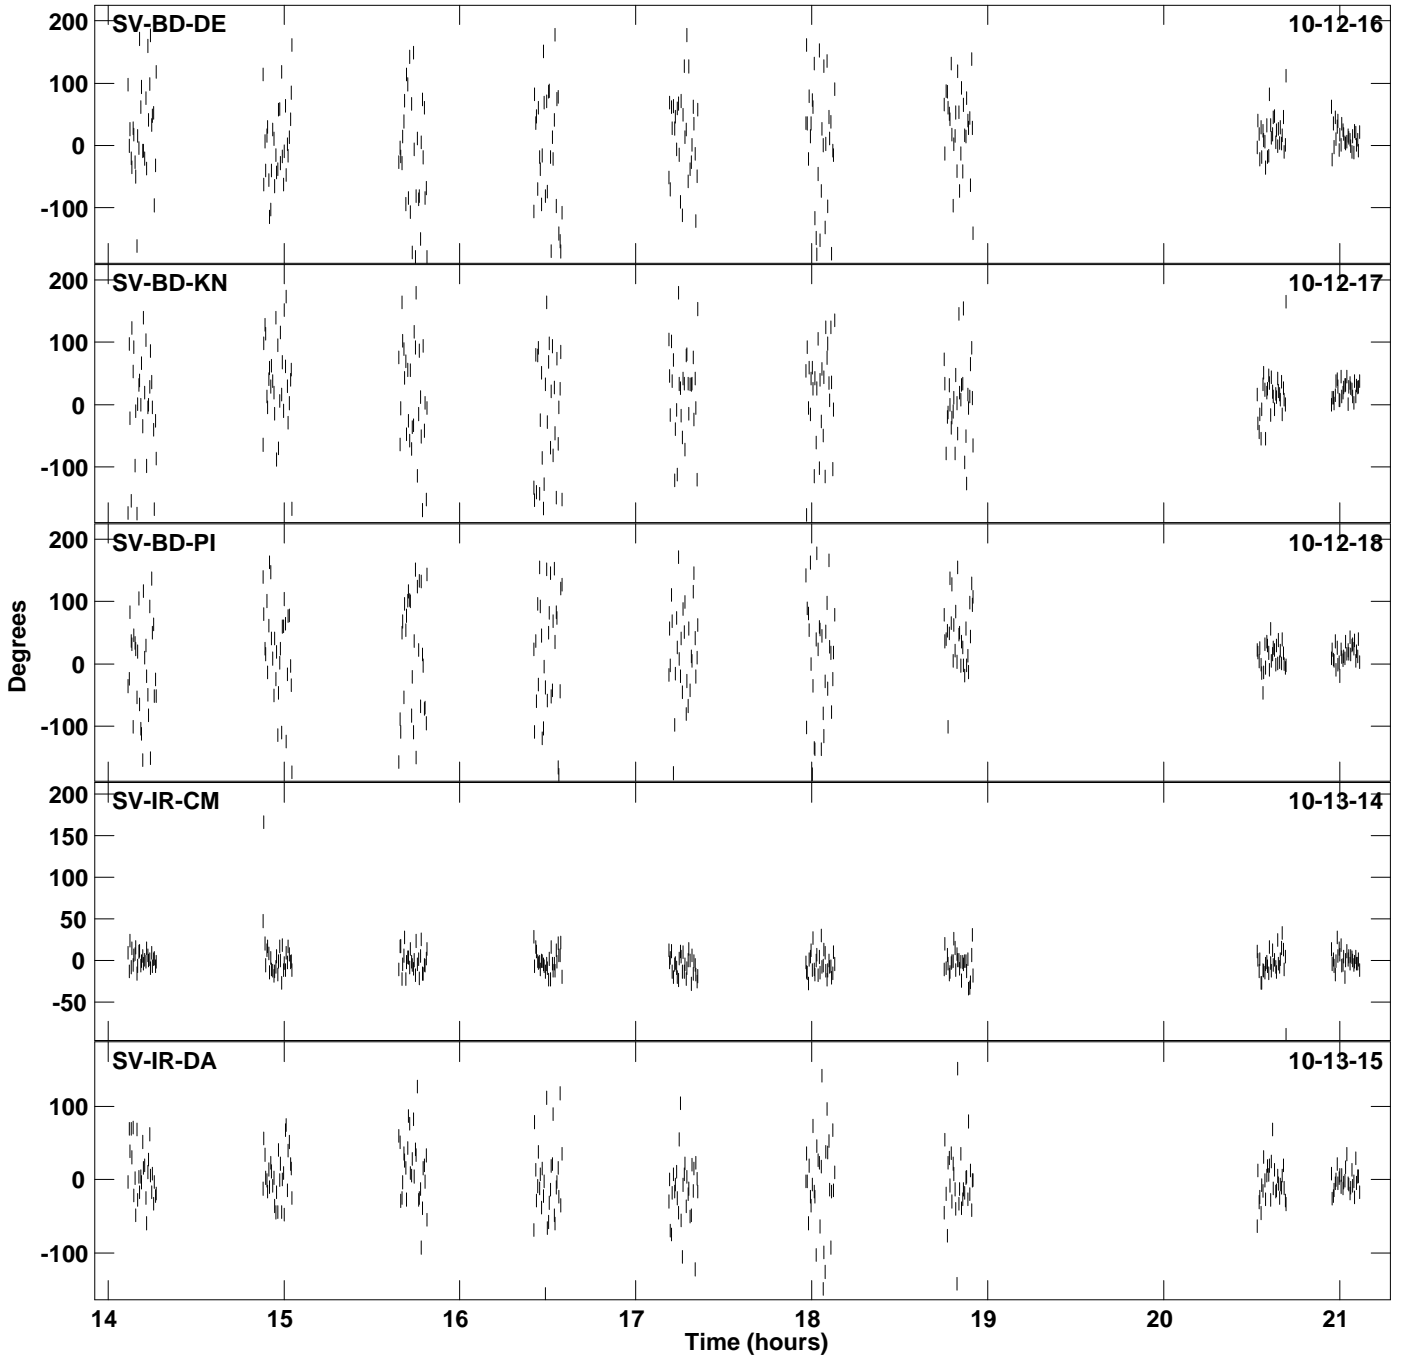 200 SV-BD-DE 10-12-16
100
0
-100
200 SV-BD-KN 10-12-17
100
0
-100
200 SV-BD-PI 10-12-18
100
0
-100
Degrees
200 SV-IR-CM 10-13-14
150
100
50
0
-50
SV-IR-DA 10-13-15
100
0
-100
14 15 16 17 18 19 20 21
Time (hours)